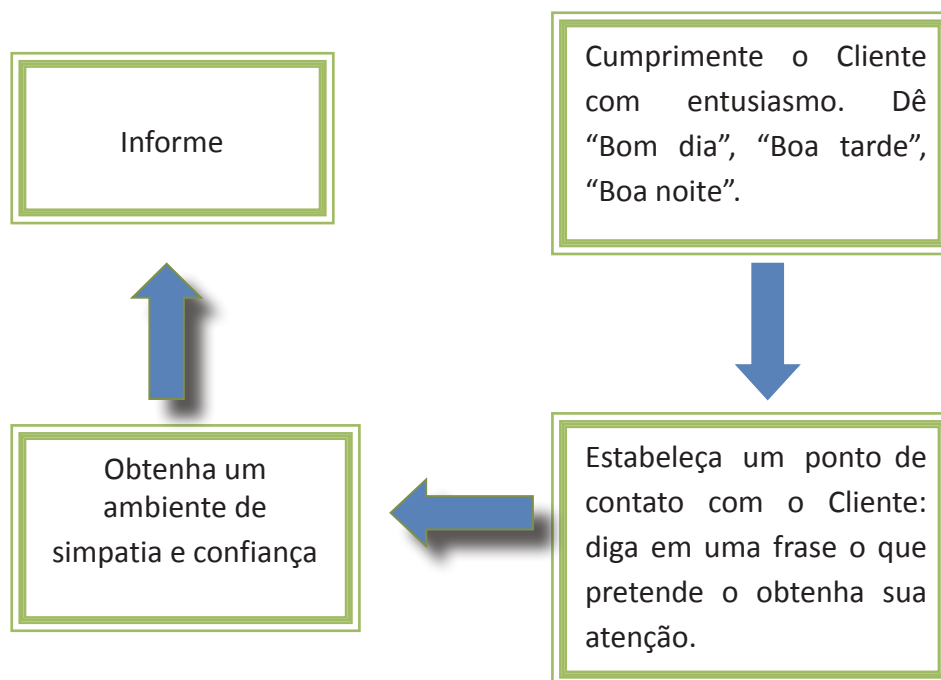 Cumprimente o Cliente
com entusiasmo. Dê
“Bom dia”, “Boa tarde”,
“Boa noite”.
Estabeleça um ponto de
contato com o Cliente:
diga em uma frase o que
pretende o obtenha sua
atenção.
Obtenha um
ambiente de
simpatia e confiança
Informe